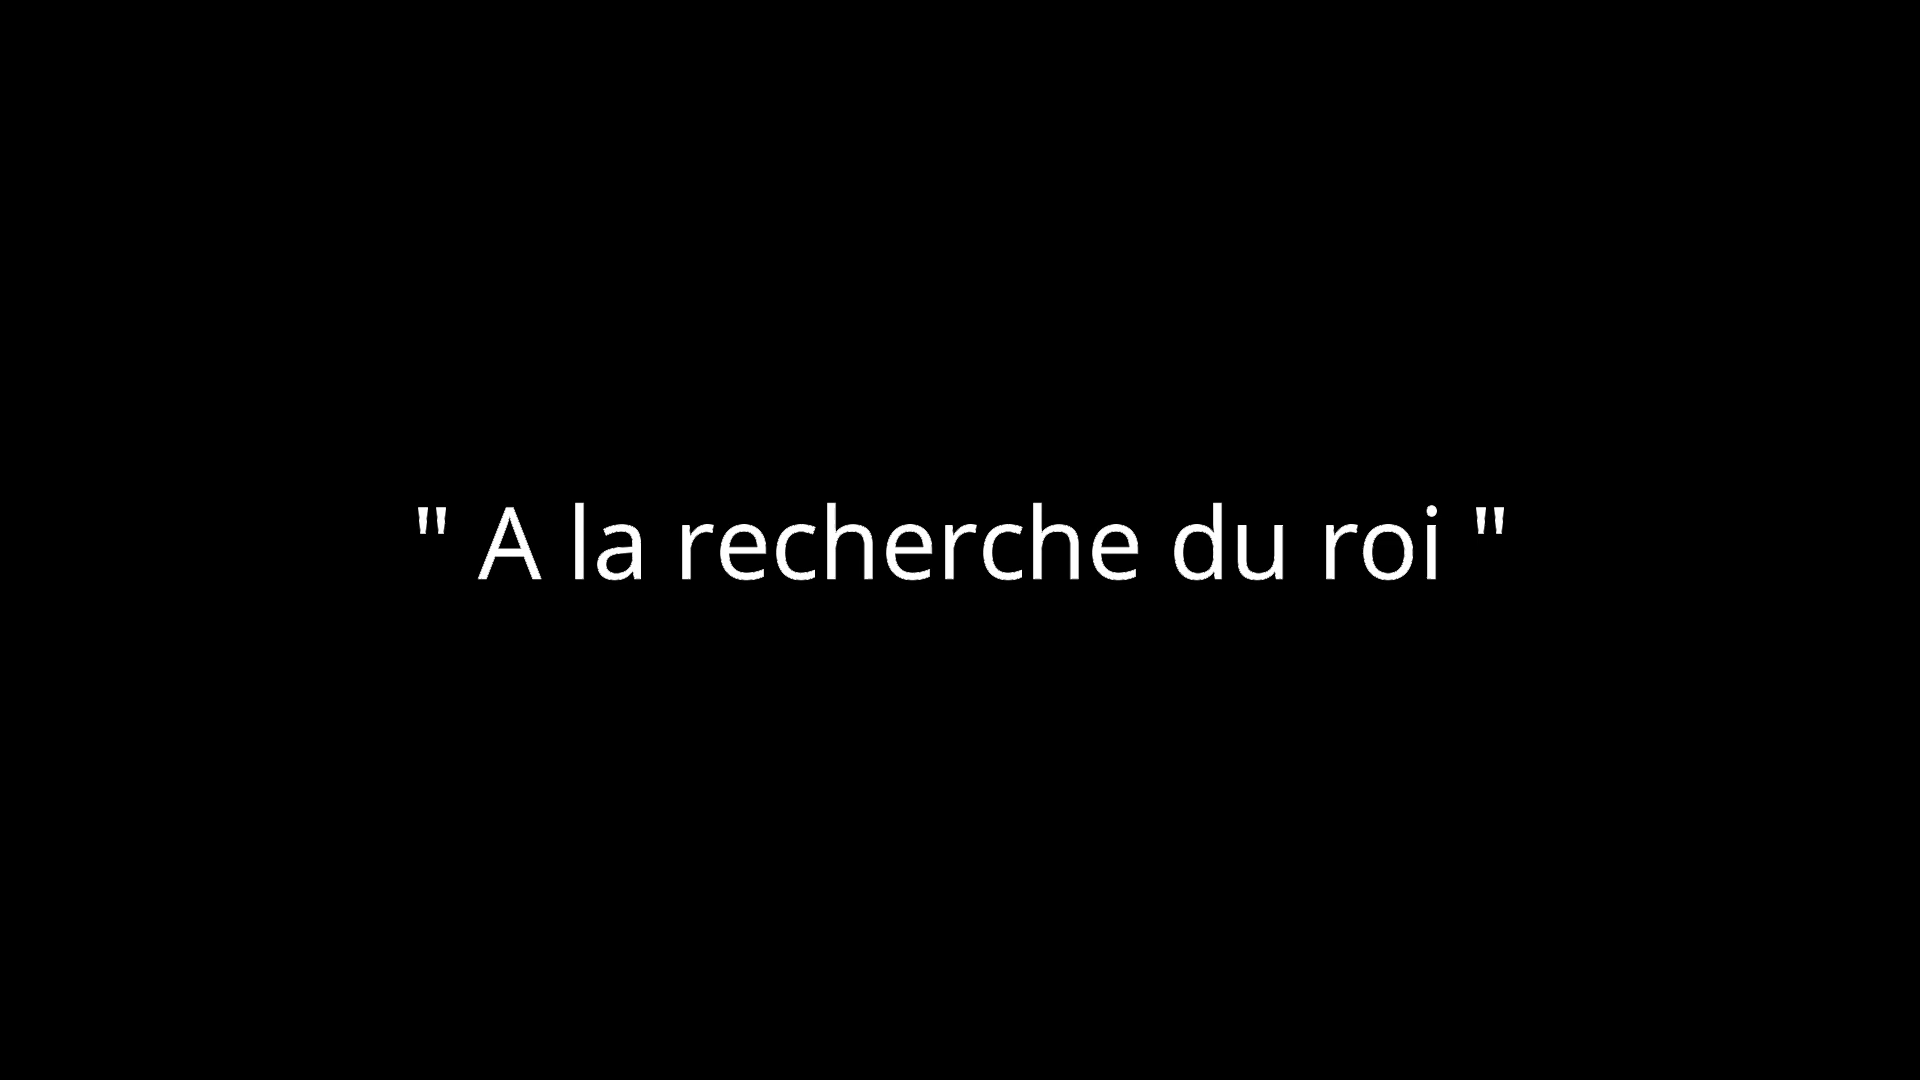 " A la recherche du roi "